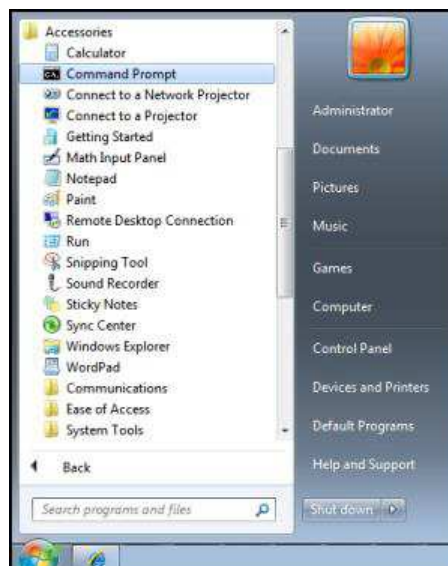 Accessories
Calculator
Command Prompt
Connect to a Network Projector
Connect to a Projector
Getting Started
Math Input Panel
Notepad
Paint
Remote Desktop Connection
Run
Snipping Tool
Sound Recorder
Sticky Notes
Sync Center
Windows Explorer
WordPad
Communications
Ease of Access
System Tools
Back
Search programs and files
Administrator
Documents
Pictures
Music
Games
Computer
Control Panel
Devices and Printers
Default Programs
Help and Support
Shut down